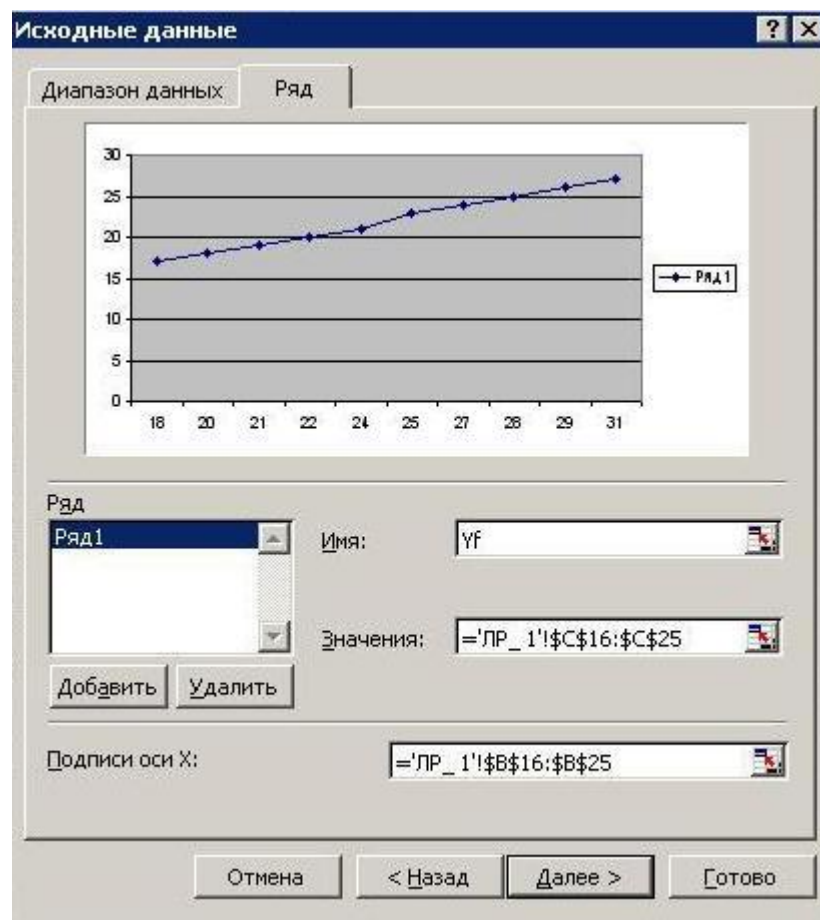 Исходные данные
Диапазон данных Ряд
30
25
20
15
10
5
0
18 20 21 22 24 25 27 28 29 31
Ряд1
Ряд
Ряд1
Имя: Yf
Значения: ='ЛР_ 1'!$C$16:$C$25
Добавить Удалить
Подписи оси X: ='ЛР_ 1'!$B$16:$B$25
Отмена < Назад Далее > Готово